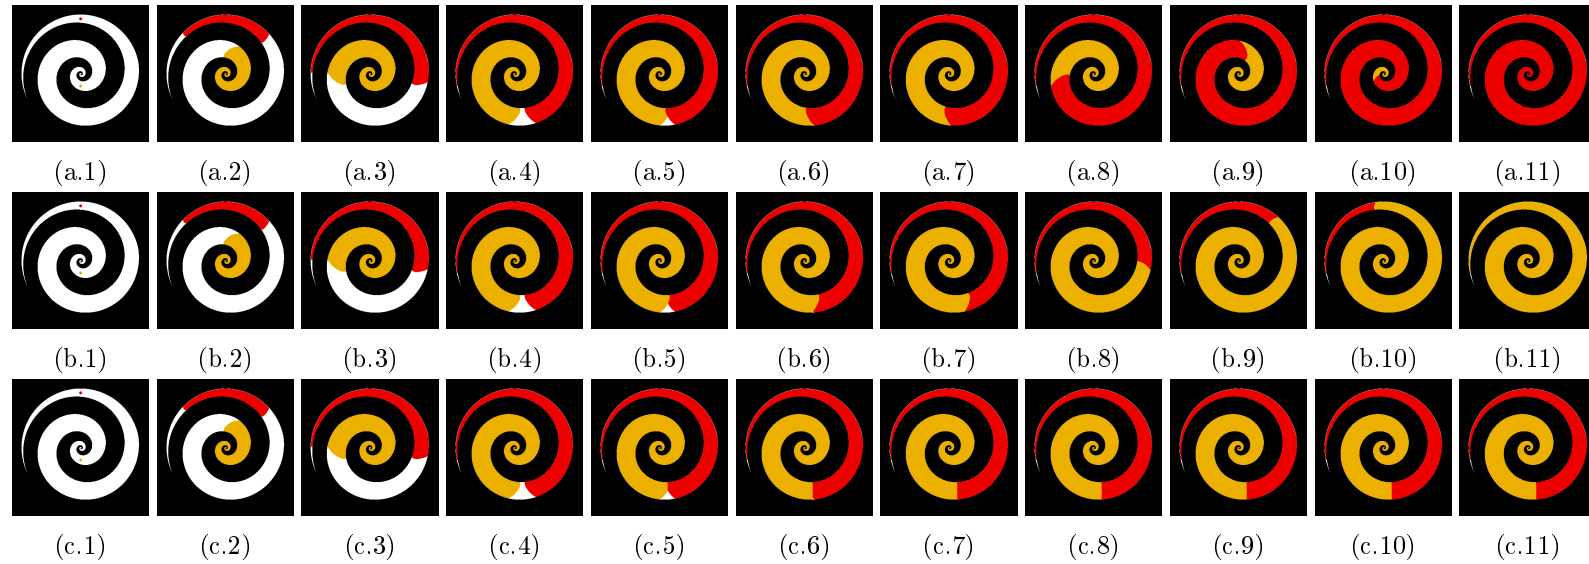 (a.1) (a.2) (a.3) (a.4) (a.5) (a.6) (a.7) (a.8) (a.9) (a.10) (a.11)
(b.1) (b.2) (b.3) (b.4) (b.5) (b.6) (b.7) (b.8) (b.9) (b.10) (b.11)
(c.1) (c.2) (c.3) (c.4) (c.5) (c.6) (c.7) (c.8) (c.9) (c.10) (c.11)